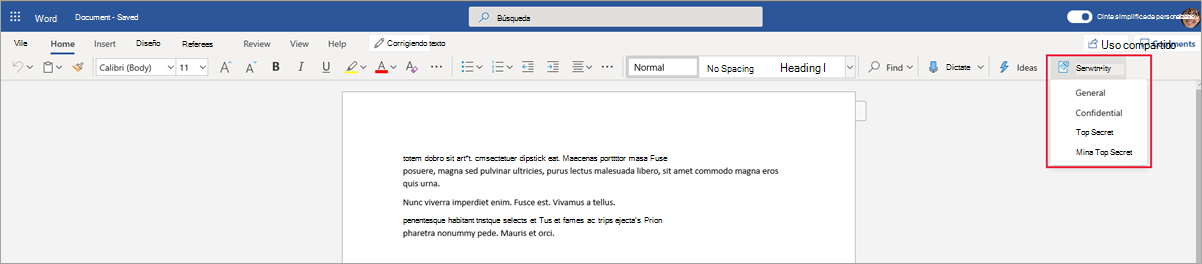 Word Document - Saved Búsqueda Cinta simplificada
Vile Home Insert Diseño Referees Review View Help Corrigiendo texto Uso compartido
Calibri (Body) 11 Normal No Spacing Heading I Find Dictate Ideas
General
Confidential
Top Secret
Mina Top Secret
totem dobro sit art"t. cmsectetuer dipstick eat. Maecenas porttttor masa Fuse
posuere, magna sed pulvinar ultricies, purus lectus malesuada libero, sit amet commodo magna eros
quis urna.
Nunc viverra imperdiet enim. Fusce est. Vivamus a tellus.
penentesque habitant tnstque selects et Tus et fames ac trips ejecta's Prion
pharetra nonummy pede. Mauris et orci.